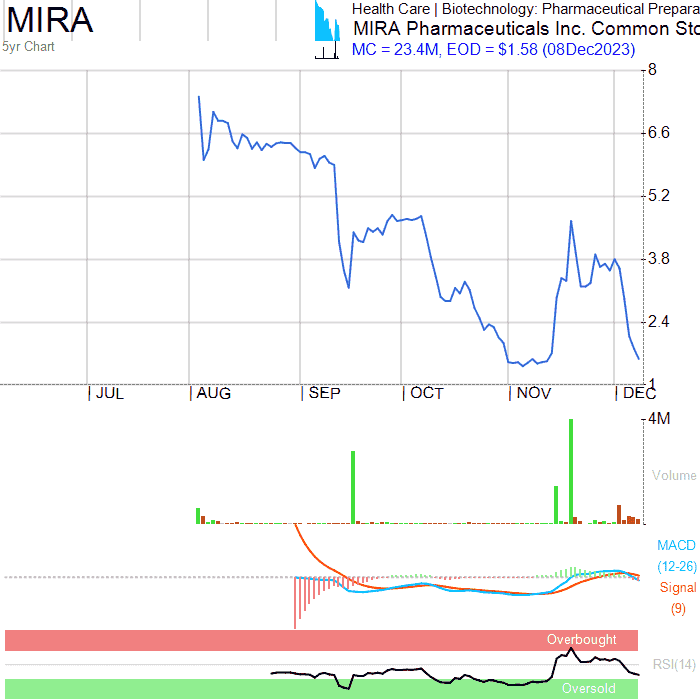 MIRA
5yr Chart
Health Care | Biotechnology: Pharmaceutical Prepara
MIRA Pharmaceuticals Inc. Common Sto
MC = 23.4M, EOD = $1.58 (08Dec2023)
8
6.6
5.2
3.8
2.4
1
JUL AUG SEP OCT NOV DEC
4M
Volume
MACD
(12-26)
Signal
(9)
Overbought
RSI(14)
Oversold